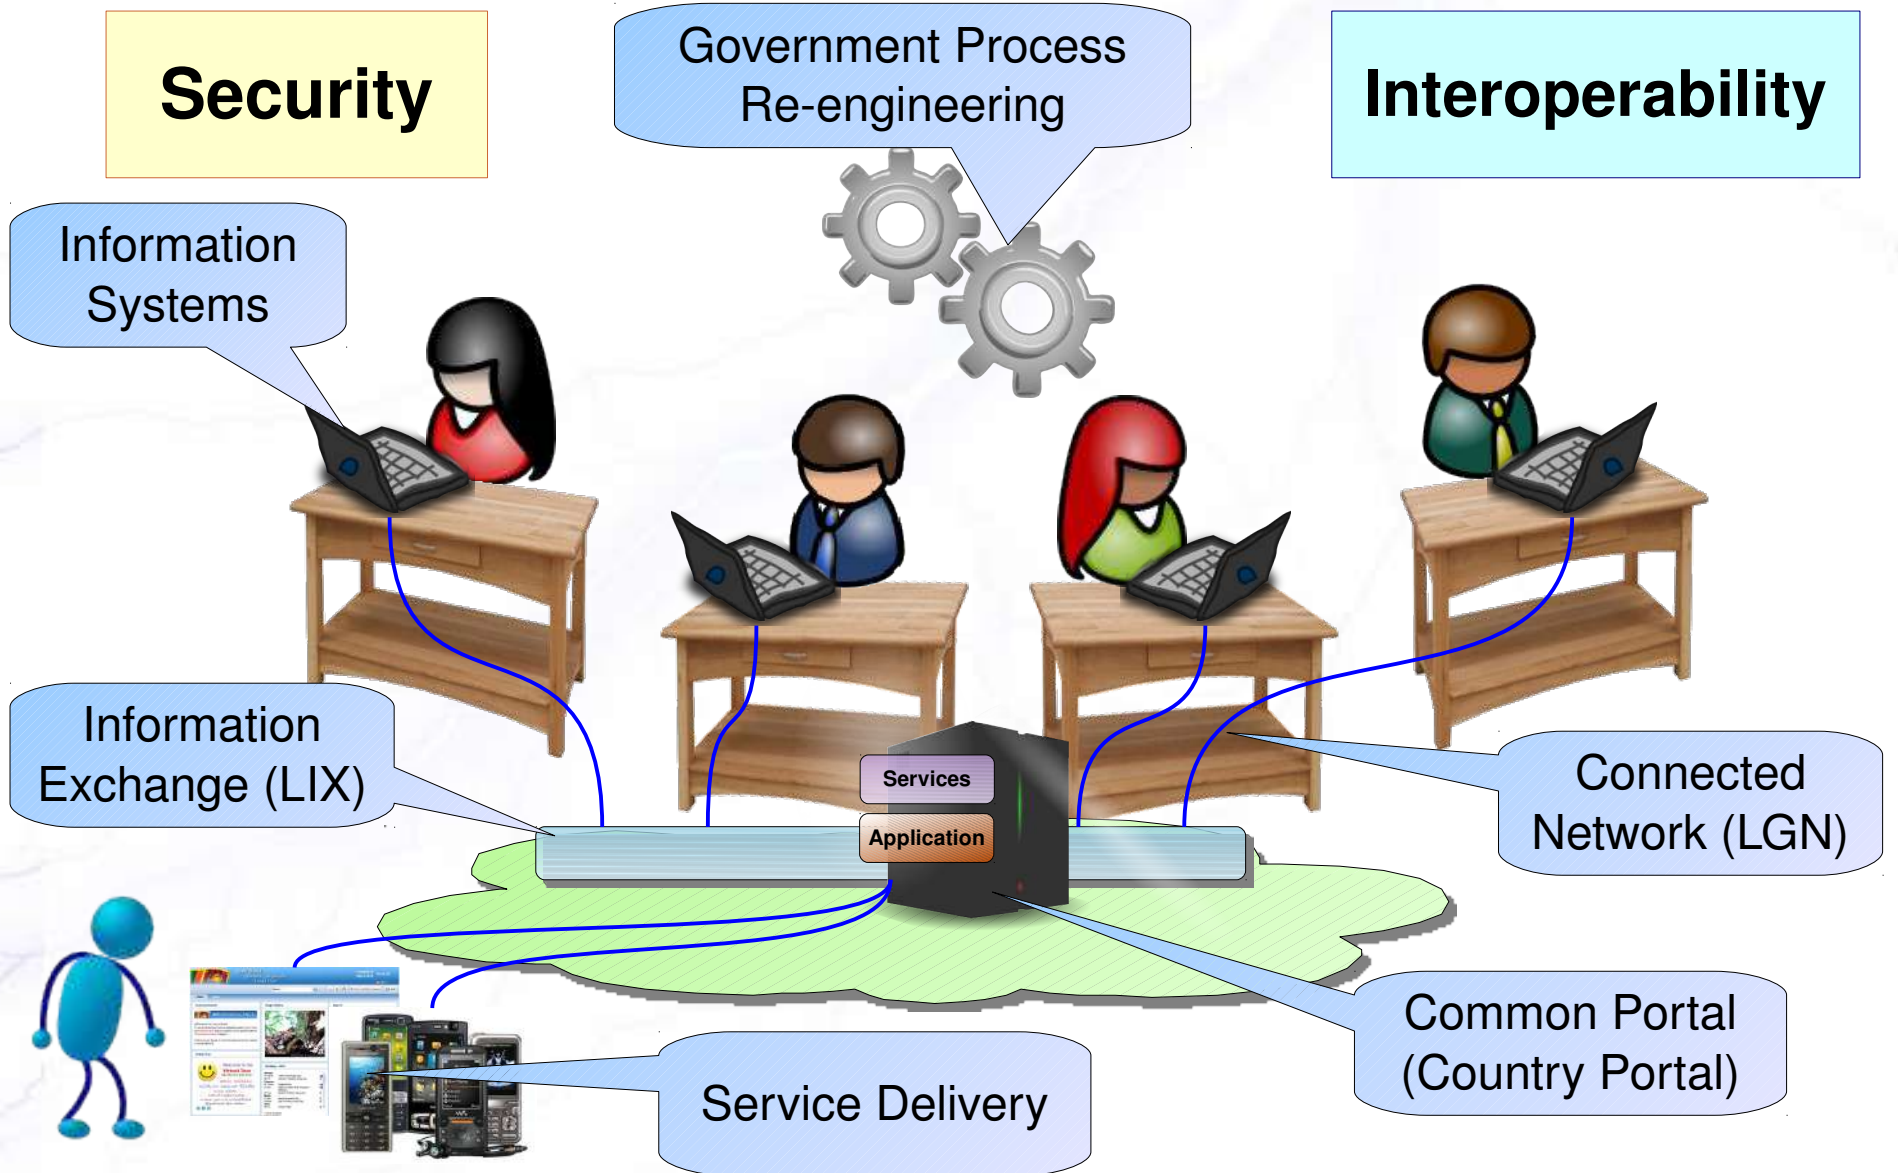 Security
Government Process
Re-engineering
Interoperability
Information
Systems
Information
Exchange (LIX)
Services
Application
Connected
Network (LGN)
Common Portal
(Country Portal)
Service Delivery